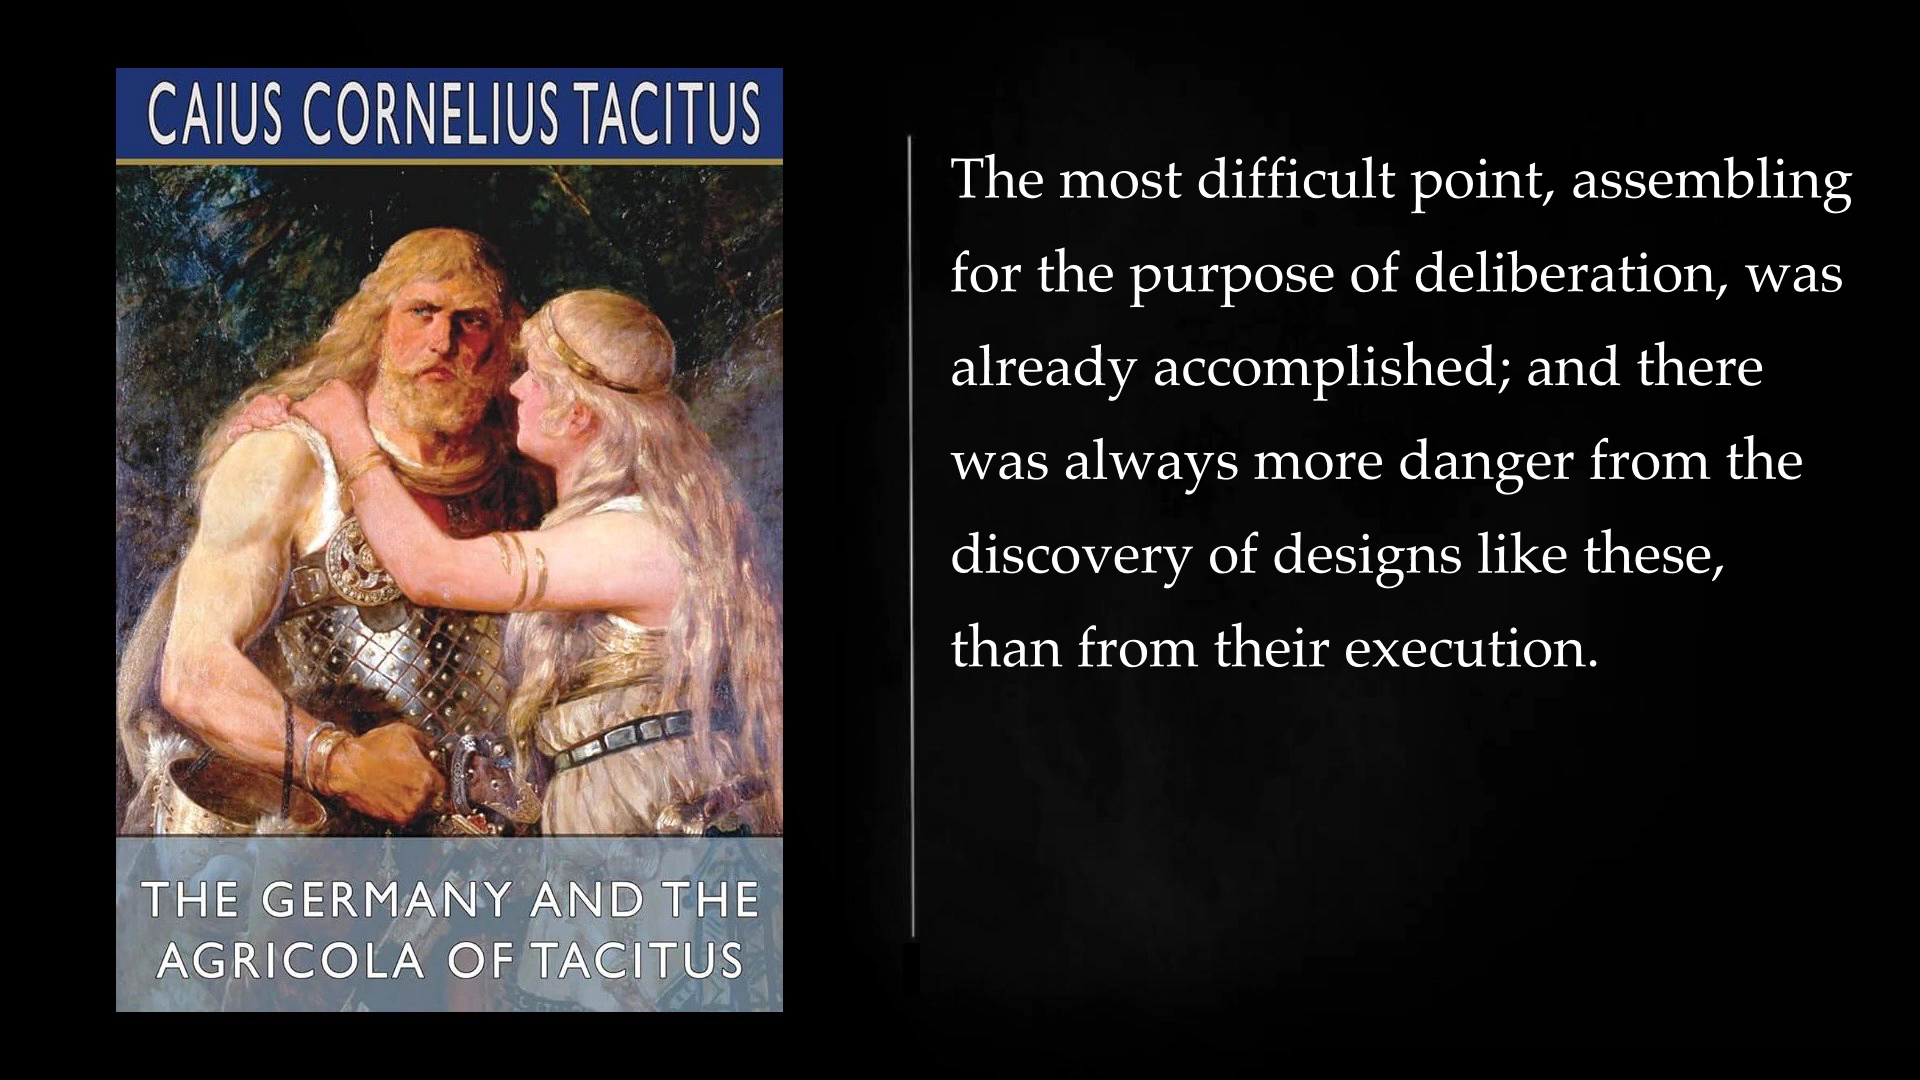 CAIUS CORNELIUS TACITUS
THE GERMANY AND THE
AGRICOLA OF TACITUS
The most difficult point, assembling
for the purpose of deliberation, was
already accomplished; and there
was always more danger from the
discovery of designs like these,
than from their execution.